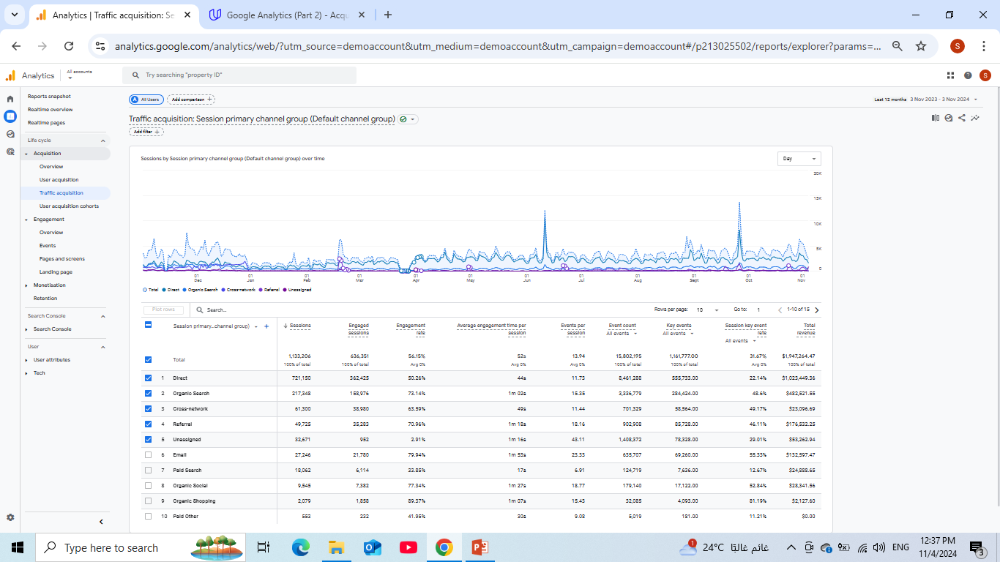 Analytics | Traffic acquisition: Se
Google Analytics (Part 2) - Acqu
analytics.google.com/analytics/web/?utm_source=demoaccount&utm_medium=demoaccount&utm_campaign=demoaccount#/p213025502/reports/explorer?params=...
S
Analytics
All accounts
Try searching "property ID"
S
Reports snapshot
Realtime overview
Realtime pages
Life cycle
Acquisition
Overview
User acquisition
Traffic acquisition
User acquisition cohorts
Engagement
Overview
Events
Pages and screens
Landing page
Monetisation
Retention
Search Console
Search Console
User
User attributes
Tech
A All Users
Add comparison +
Last 12 months 3 Nov 2023 - 3 Nov 2024
Traffic acquisition: Session primary channel group (Default channel group)
Add filter +
Sessions by Session primary channel group (Default channel group) over time
Day
20K
15K
10K
5K
0
01 Dec 01 Jan 01 Feb 01 Mar 01 Apr 01 May 01 Jun 01 Jul 01 Aug 01 Sept 01 Oct 01 Nov
Total Direct Organic Search Cross-network Referral Unassigned
Plot rows
Search...
Rows per page: 10 Go to: 1 1-10 of 15
Session primary...channel group) + Sessions Engaged sessions Engagement rate Average engagement time per session Events per session Event count All events Key events All events Session key event rate All events Total revenue
Total 1,133,206 636,351 56.15% 52s 13.94 15,802,195 1,161,777.00 31.67% $1,947,264.47
100% of total 100% of total Avg 0% Avg 0% Avg 0% 100% of total 100% of total Avg 0% 100% of total
1 Direct 721,150 362,425 50.26% 44s 11.73 8,461,288 555,733.00 22.14% $1,023,449.36
2 Organic Search 217,348 158,976 73.14% 1m 02s 15.35 3,336,779 284,424.00 48.6% $482,521.55
3 Cross-network 61,300 38,980 63.59% 49s 11.44 701,329 58,564.00 49.17% $23,096.69
4 Referral 49,725 35,283 70.96% 1m 18s 18.16 902,908 85,728.00 46.11% $176,532.25
5 Unassigned 32,671 952 2.91% 1m 16s 43.11 1,408,372 78,328.00 29.01% $53,262.94
6 Email 27,246 21,780 79.94% 1m 53s 23.33 635,707 69,260.00 55.33% $132,597.47
7 Paid Search 18,062 6,114 33.85% 17s 6.91 124,719 7,636.00 12.67% $24,888.65
8 Organic Social 9,545 7,382 77.34% 1m 27s 18.77 179,140 17,122.00 52.84% $28,341.56
9 Organic Shopping 2,079 1,858 89.37% 1m 07s 15.43 32,085 4,093.00 81.19% $2,127.60
10 Paid Other 553 232 41.95% 30s 9.08 5,019 181.00 11.21% $0.00
Type here to search
1
24°C غائم غالبًا
ENG
12:37 PM
11/4/2024
3